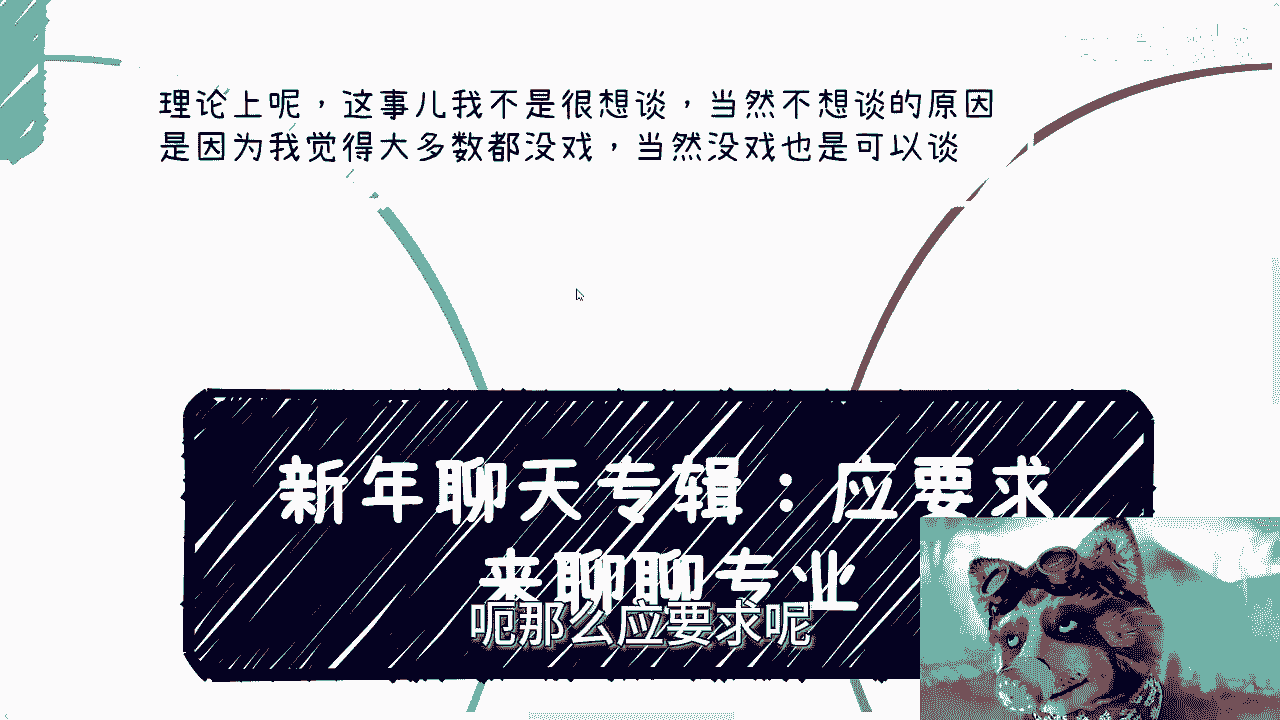 理论上呢，这事儿我不是很想谈，当然不想谈的原因
是因为我觉得大多数都没戏，当然没戏也是可以谈
新年聊天专辑：应要求
来聊聊专业
呃那么应要求呢